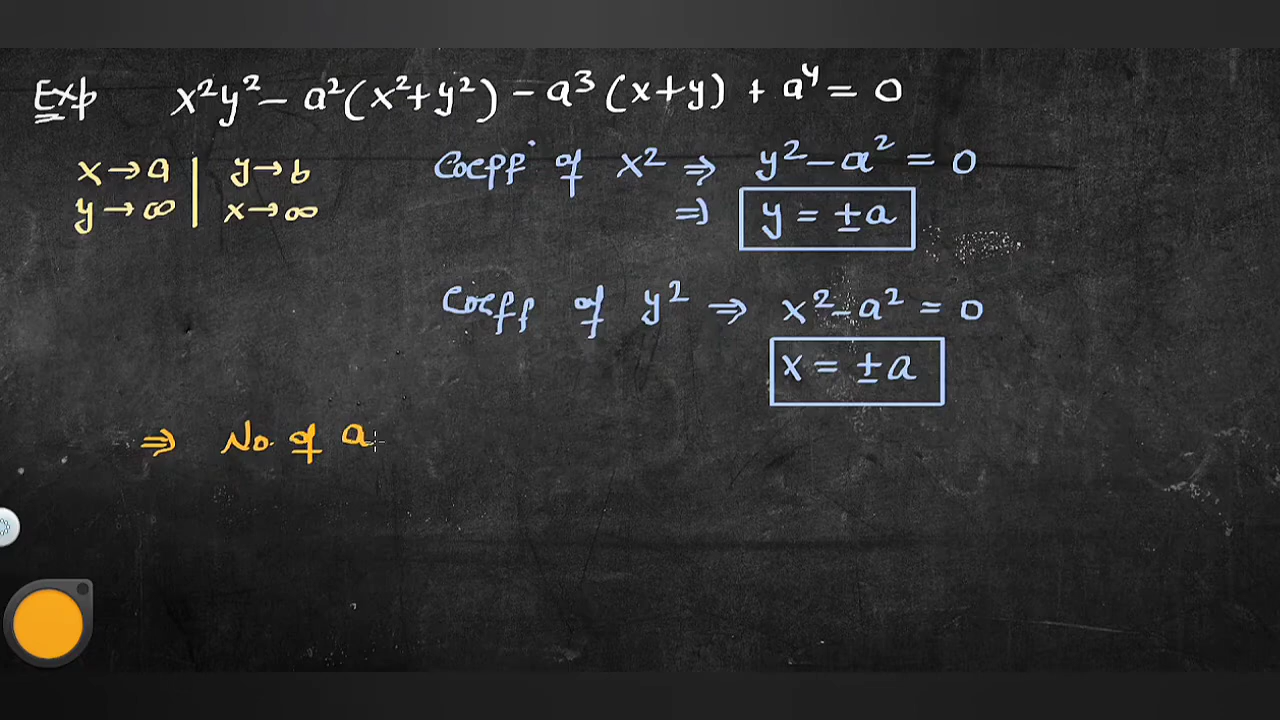 Exp x²y² - a²(x²+y²) - a³(x+y) + a⁴ = 0
x→a | y→b
y→∞ | x→∞
Coeff of x² ⇒ y² - a² = 0
⇒ y = ±a
Coeff of y² ⇒ x² - a² = 0
x = ±a
⇒ No. of a